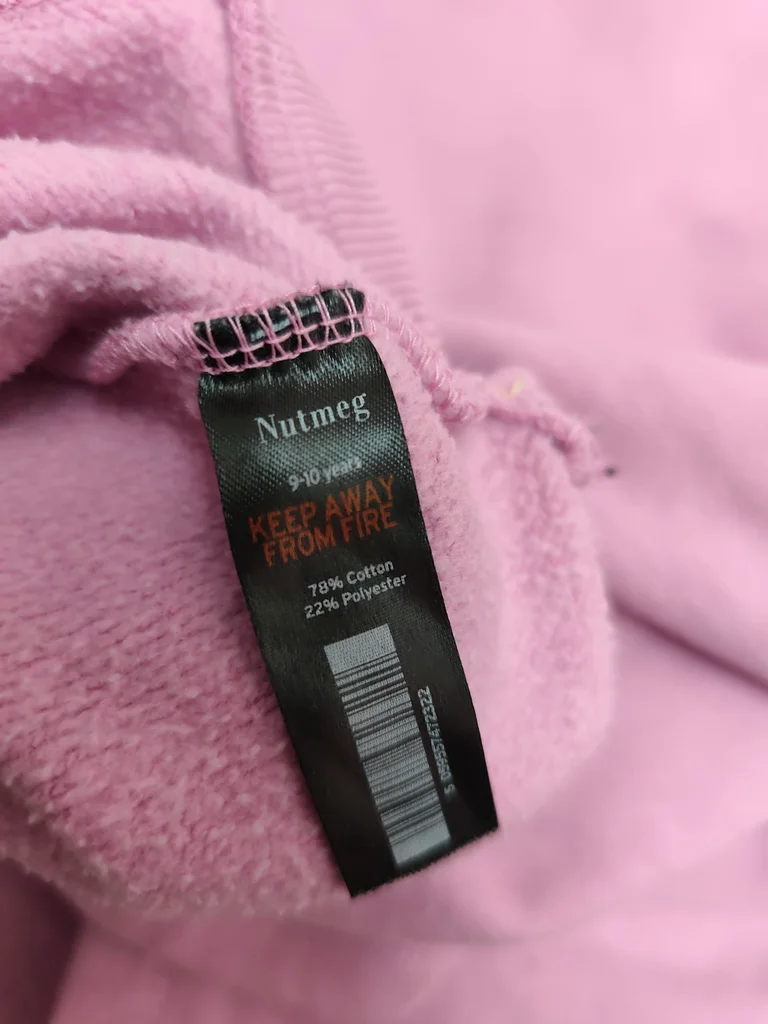 Nutmeg
9-10 years
KEEP AWAY
FROM FIRE
78% Cotton
22% Polyester